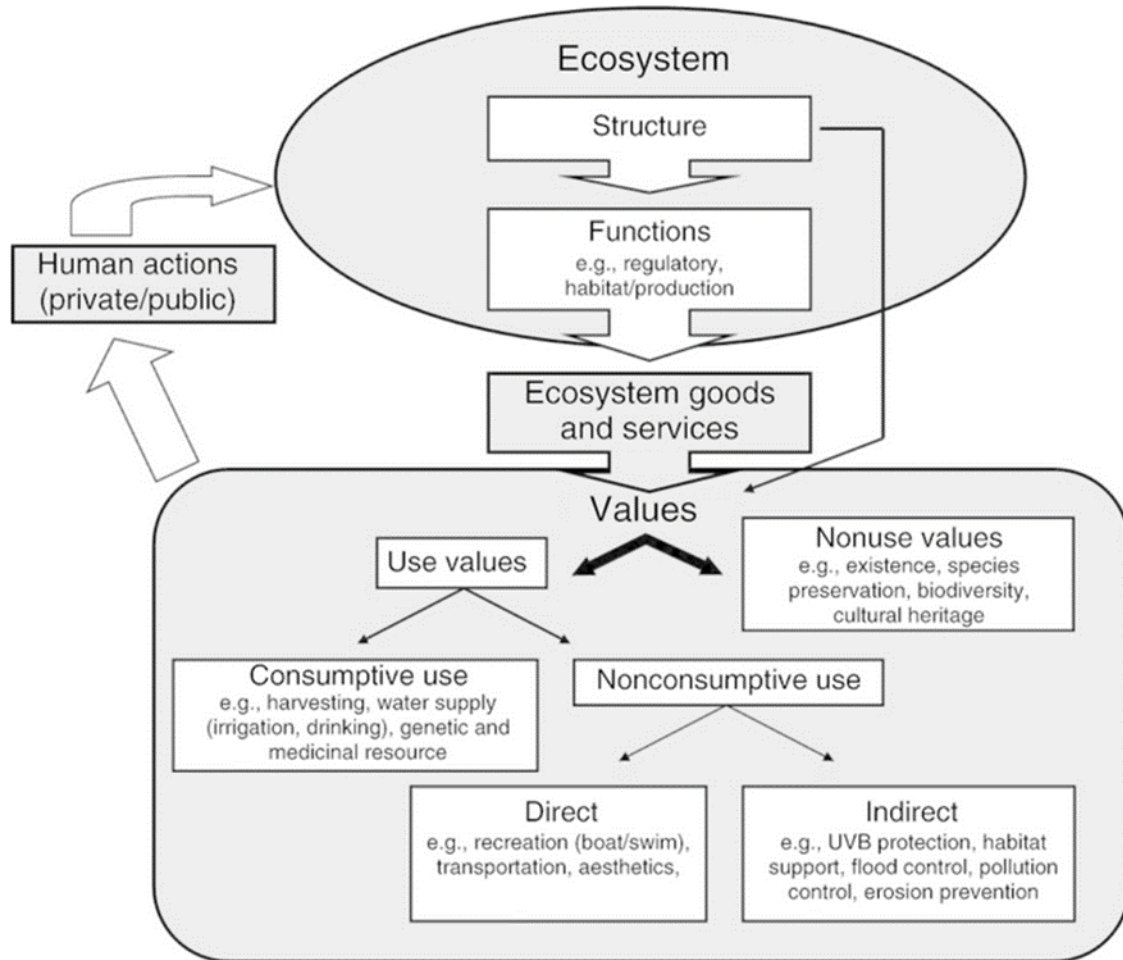 Ecosystem
Structure
Functions
e.g., regulatory,
habitat/production
Human actions
(private/public)
Ecosystem goods
and services
Values
Use values
Nonuse values
e.g., existence, species
preservation, biodiversity,
cultural heritage
Consumptive use
e.g., harvesting, water supply
(irrigation, drinking), genetic and
medicinal resource
Nonconsumptive use
Direct
e.g., recreation (boat/swim),
transportation, aesthetics,
Indirect
e.g., UVB protection, habitat
support, flood control, pollution
control, erosion prevention